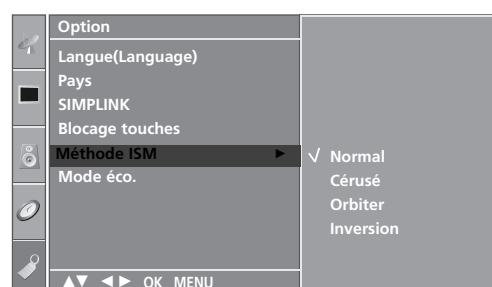 Option
Langue(Language)
Pays
SIMPLINK
Blocage touches
Méthode ISM ►
Mode éco.
√ Normal
Cérusé
Orbiter
Inversion
▲▼ ◄► OK MENU